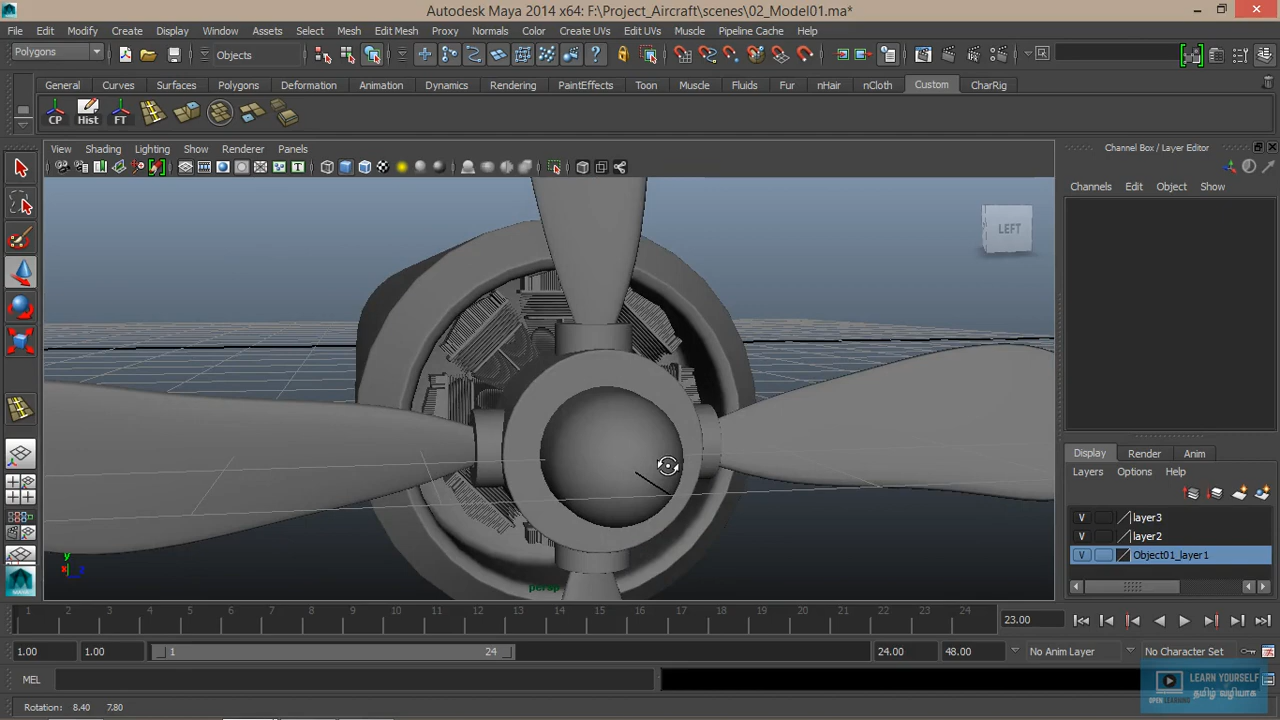 Autodesk Maya 2014 x64: F:\Project_Aircraft\scenes\02_Model01.ma*
File Edit Modify Create Display Window Assets Select Mesh Edit Mesh Proxy Normals Color Create UVs Edit UVs Muscle Pipeline Cache Help
Polygons Objects
General Curves Surfaces Polygons Deformation Animation Dynamics Rendering PaintEffects Toon Muscle Fluids Fur nHair nCloth Custom CharRig
CP Hist FT
View Shading Lighting Show Renderer Panels
Channel Box / Layer Editor
Channels Edit Object Show
LEFT
Display Render Anim
Layers Options Help
V layer3
V layer2
V Object01_layer1
y
x z
persp
1 2 3 4 5 6 7 8 9 10 11 12 13 14 15 16 17 18 19 20 21 22 23 24 23.00
1.00 1.00 1 24 24.00 48.00 No Anim Layer No Character Set
MEL
LEARN YOURSELF
தமிழ் வழியாக
OPEN LEARNING
Rotation: 8.40 7.80